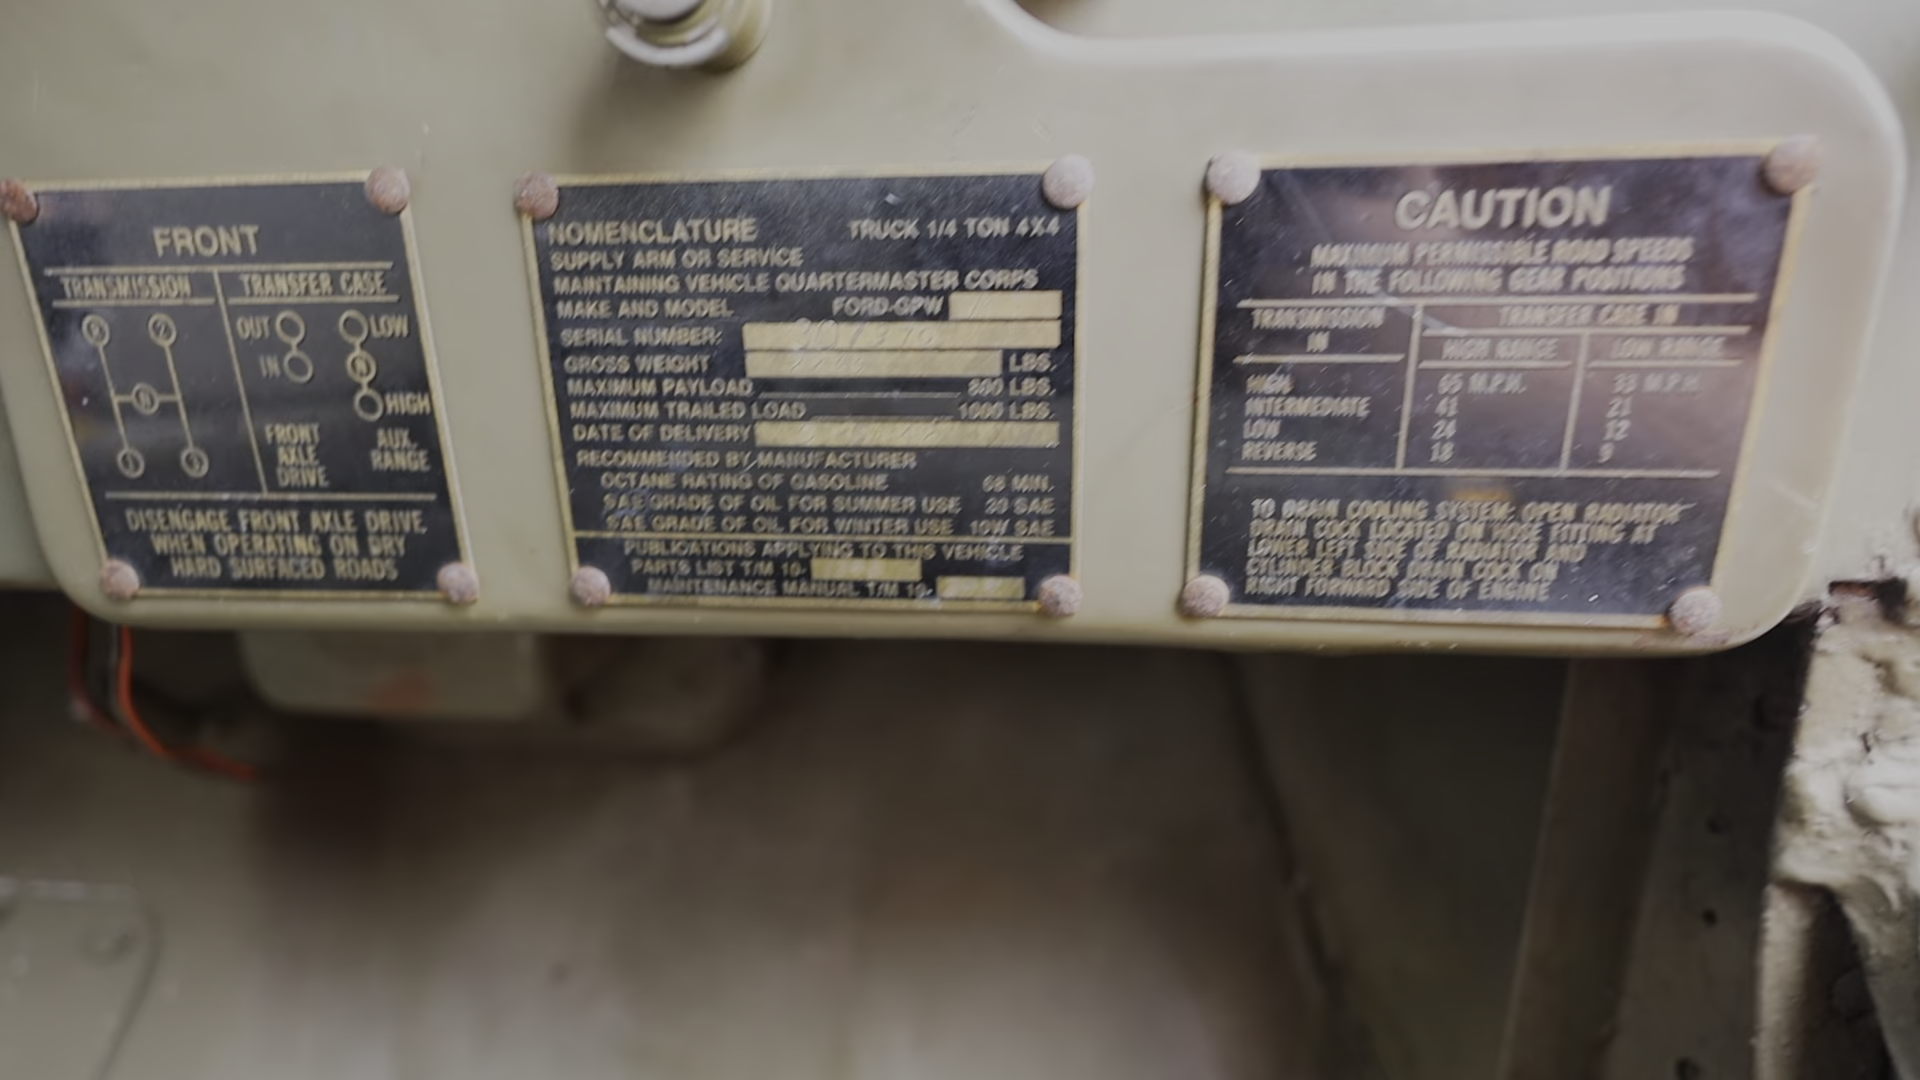 FRONT
TRANSMISSION TRANSFER CASE
R 2 OUT LOW
IN N
N HIGH
1 3 FRONT AXLE DRIVE AUX. RANGE
DISENGAGE FRONT AXLE DRIVE
WHEN OPERATING ON DRY
HARD SURFACED ROADS
NOMENCLATURE TRUCK 1/4 TON 4X4
SUPPLY ARM OR SERVICE
MAINTAINING VEHICLE QUARTERMASTER CORPS
MAKE AND MODEL FORD-GPW
SERIAL NUMBER:
GROSS WEIGHT LBS.
MAXIMUM PAYLOAD 800 LBS.
MAXIMUM TRAILED LOAD 1000 LBS.
DATE OF DELIVERY
RECOMMENDED BY MANUFACTURER
OCTANE RATING OF GASOLINE 68 MIN.
SAE GRADE OF OIL FOR SUMMER USE 30 SAE
SAE GRADE OF OIL FOR WINTER USE 10W SAE
PUBLICATIONS APPLYING TO THIS VEHICLE
PARTS LIST T/M 10-
MAINTENANCE MANUAL T/M 10-
CAUTION
MAXIMUM PERMISSIBLE ROAD SPEEDS
IN THE FOLLOWING GEAR POSITIONS
TRANSMISSION IN TRANSFER CASE IN
HIGH RANGE LOW RANGE
HIGH 65 M.P.H. 33 M.P.H.
INTERMEDIATE 41 21
LOW 24 12
REVERSE 18 9
TO DRAIN COOLING SYSTEM: OPEN RADIATOR
DRAIN COCK LOCATED ON HOSE FITTING AT
LOWER LEFT SIDE OF RADIATOR AND
CYLINDER BLOCK DRAIN COCK ON
RIGHT FORWARD SIDE OF ENGINE